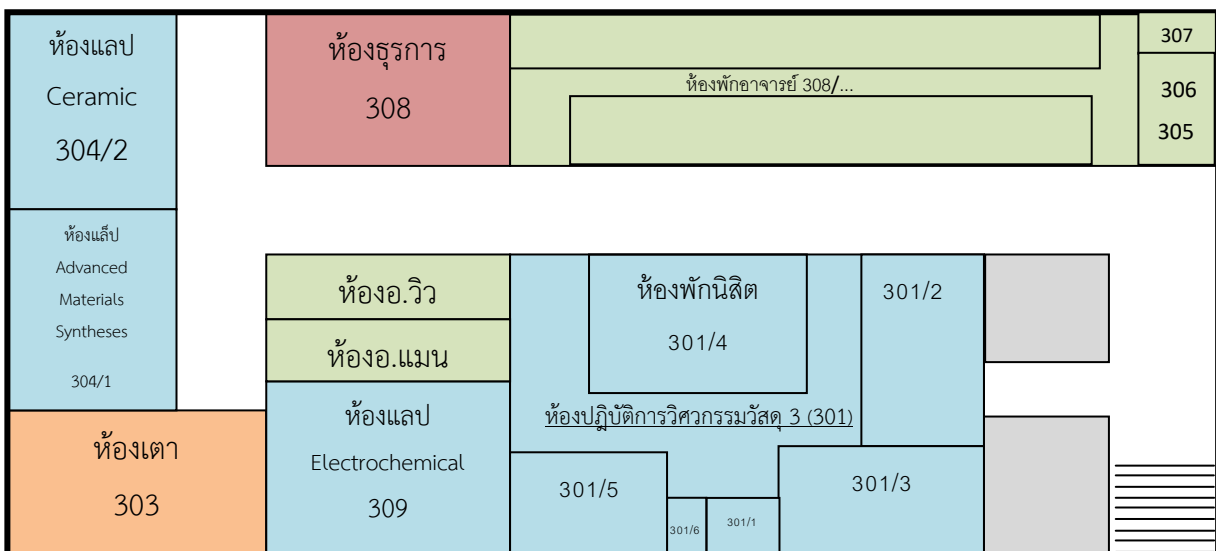 ห้องแลป
Ceramic
304/2
ห้องธุรการ
308
ห้องพักอาจารย์ 308/...
307
306
305
ห้องแล็ป
Advanced
Materials
Syntheses
304/1
ห้องอ.วิว
ห้องอ.แมน
ห้องพักนิสิต
301/4
301/2
ห้องเตา
303
ห้องแลป
Electrochemical
309
ห้องปฏิบัติการวิศวกรรมวัสดุ 3 (301)
301/5
301/6
301/1
301/3